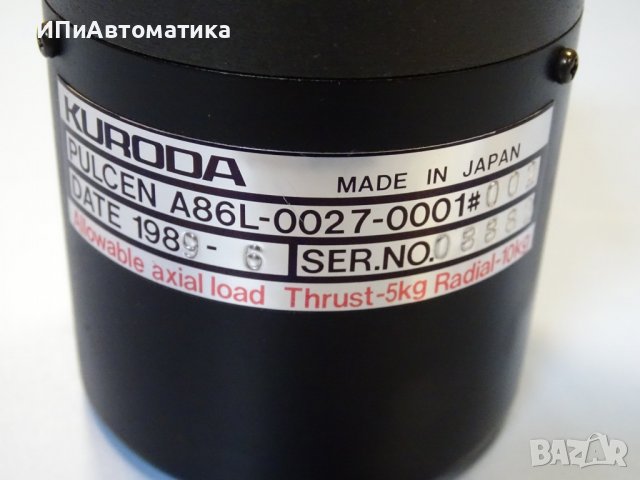 ИПиАвтоматика
KURODA MADE IN JAPAN
PULCEN A86L-0027-0001#002
DATE 1989-6 SER.NO.
Allowable axial load Thrust-5kg Radial-10kg
BAZAR